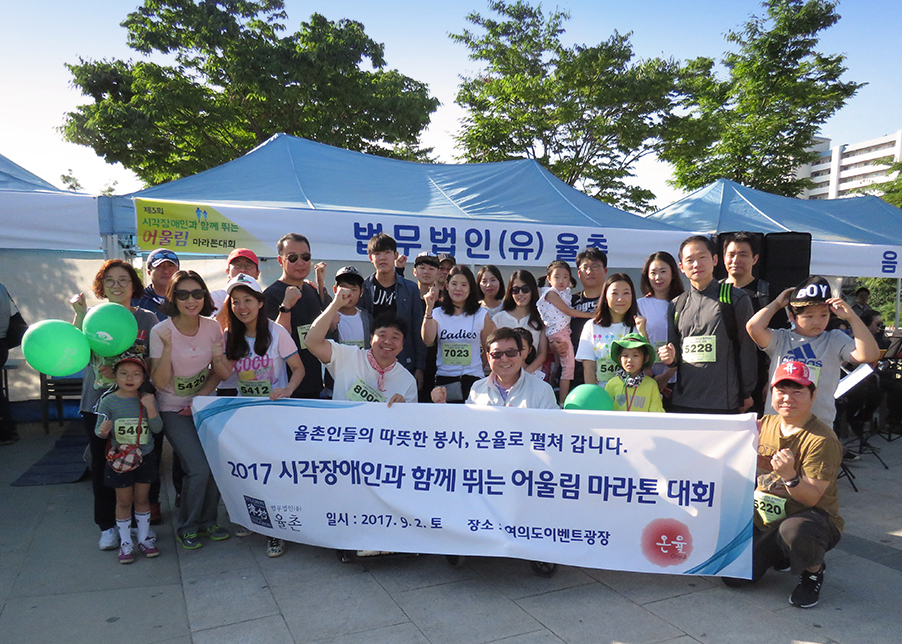 제3회
시각장애인과 함께 뛰는
어울림 마라톤대회
법무법인(유) 율촌
음
BOY
Ladies
COCO
7023
5228
5412
5407
5220
율촌인들의 따뜻한 봉사, 온율로 펼쳐 갑니다.
2017 시각장애인과 함께 뛰는 어울림 마라톤 대회
법무법인(유)
율촌
일시 : 2017. 9. 2. 토 장소 : 여의도이벤트광장
온율